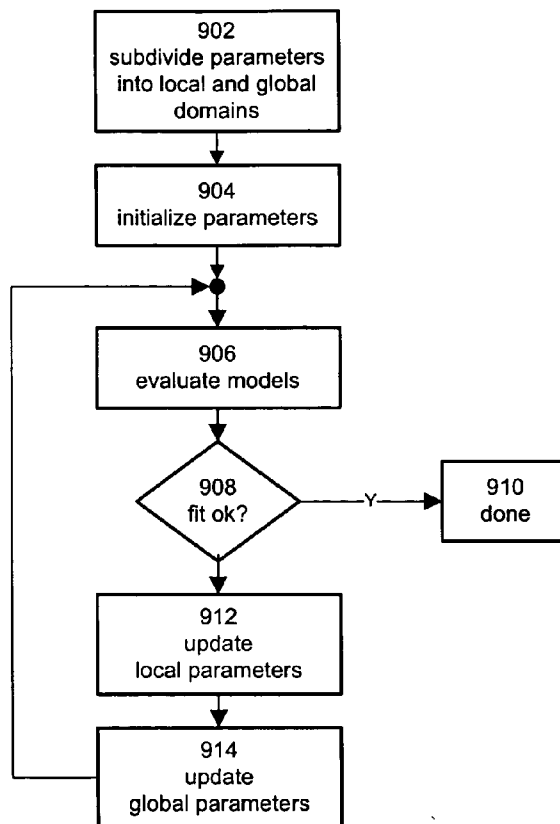 902
subdivide parameters
into local and global
domains
904
initialize parameters
906
evaluate models
908
fit ok?
Y
910
done
912
update
local parameters
914
update
global parameters